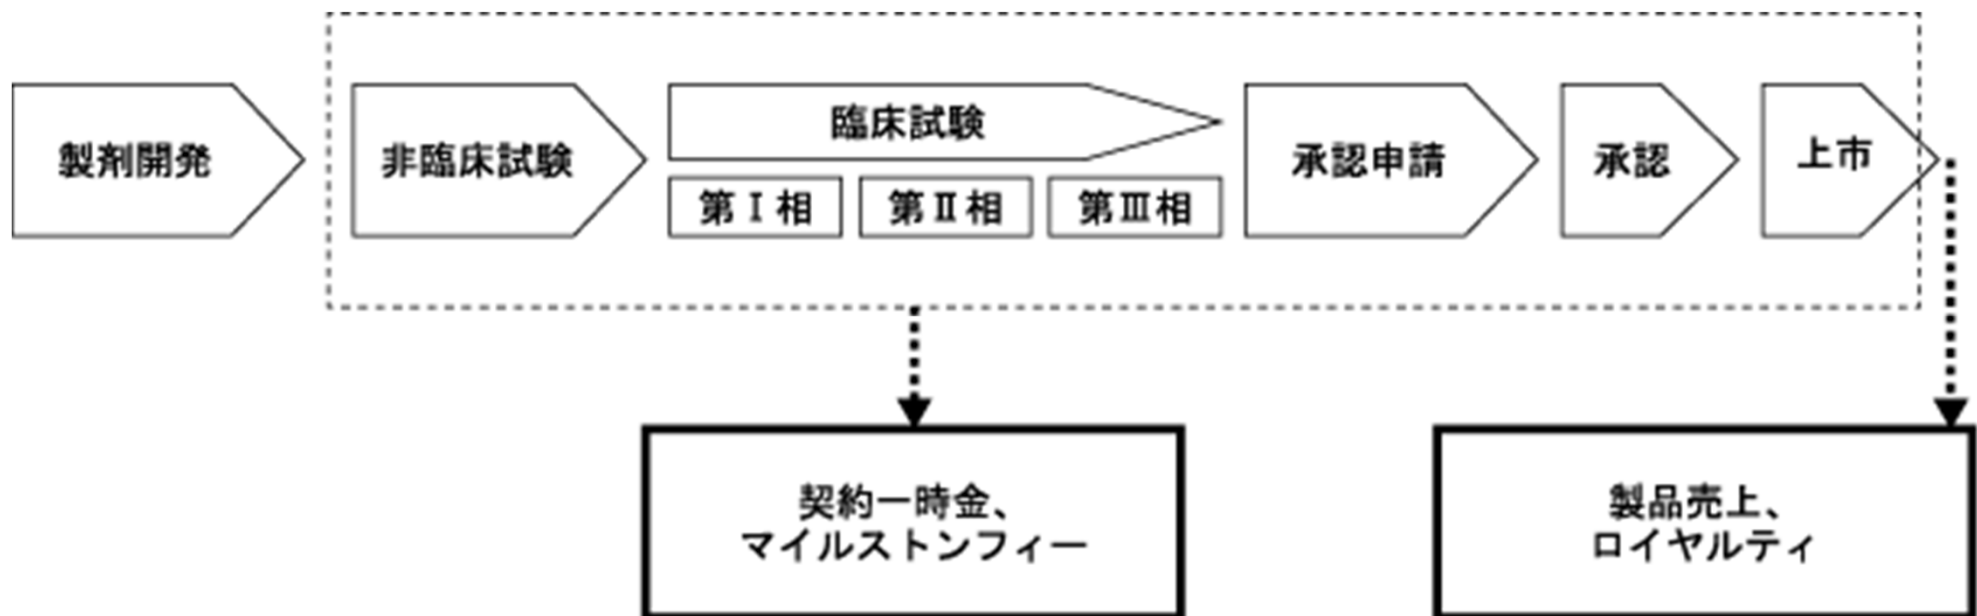 製剤開発
非臨床試験
臨床試験
第Ⅰ相
第Ⅱ相
第Ⅲ相
承認申請
承認
上市
契約一時金、
マイルストンフィー
製品売上、
ロイヤルティ